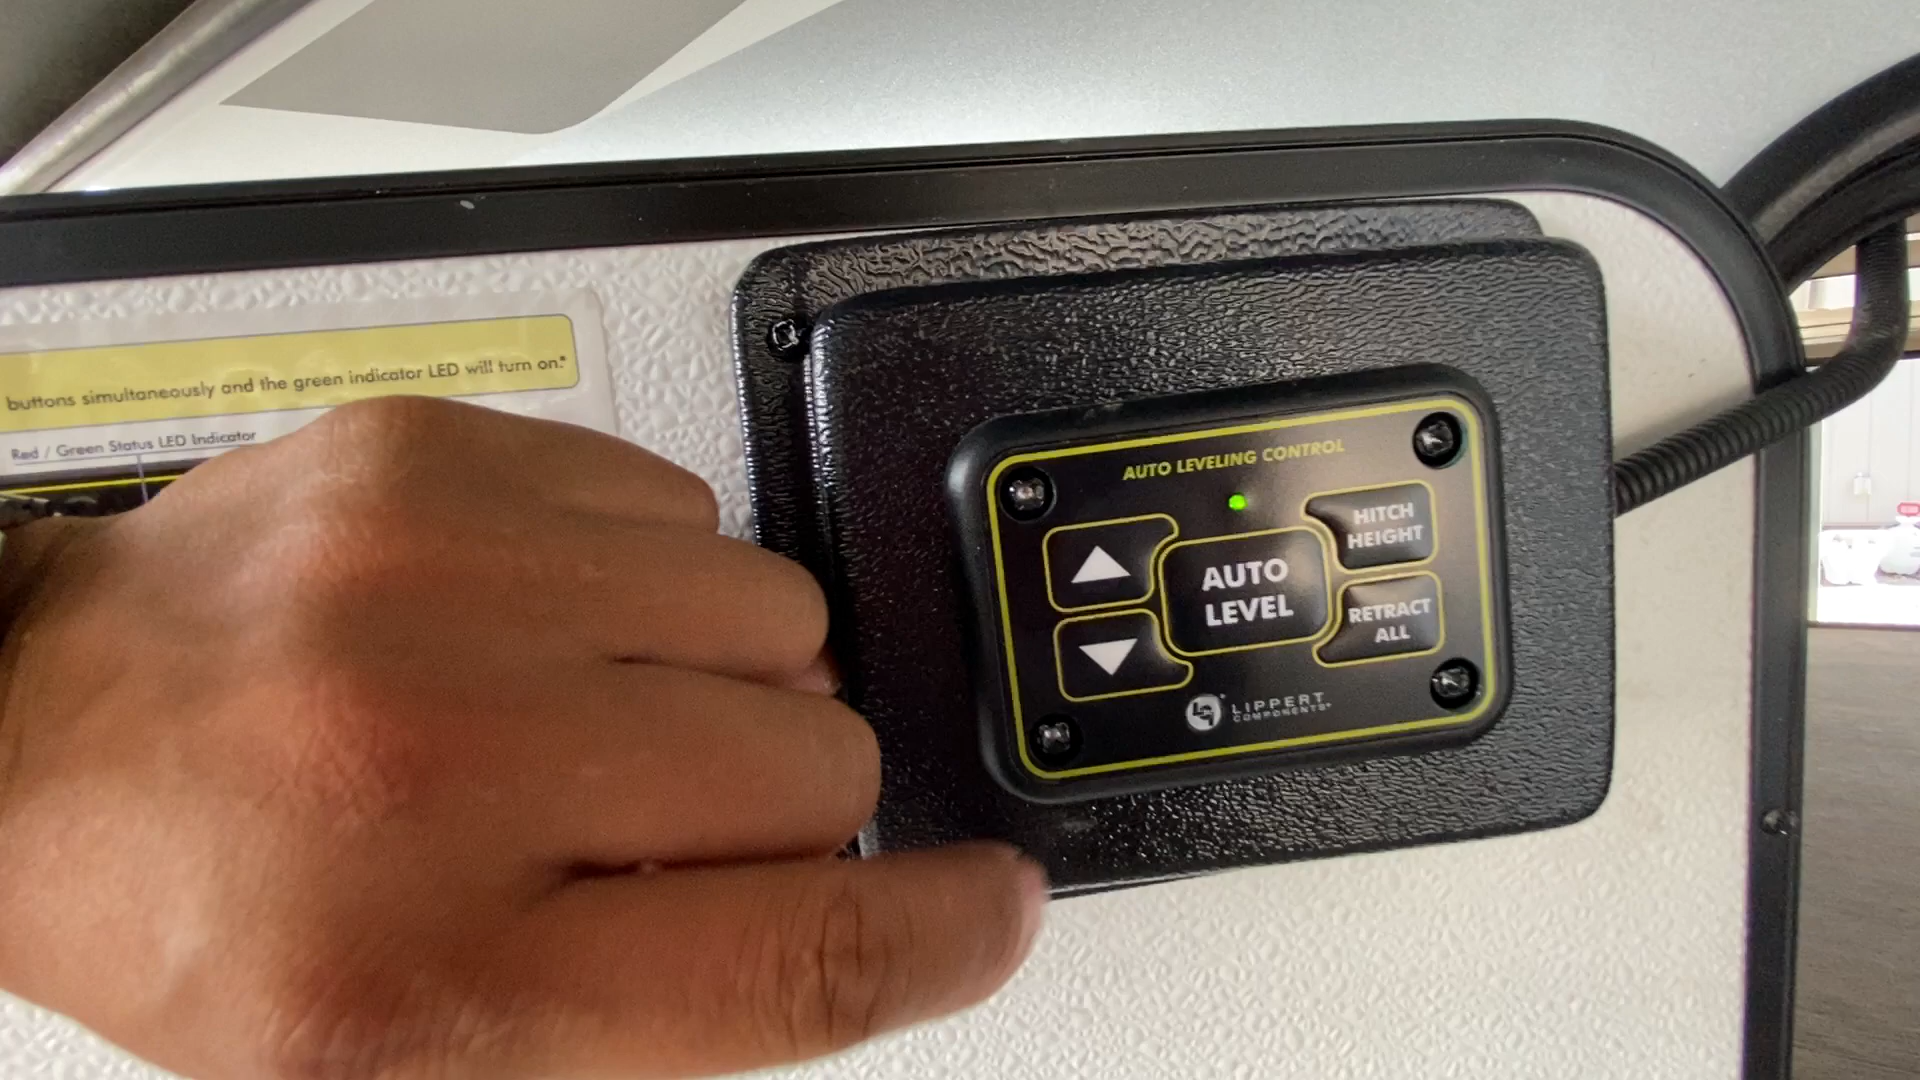 buttons simultaneously and the green indicator LED will turn on.*
Red / Green Status LED Indicator
AUTO LEVELING CONTROL
HITCH
HEIGHT
AUTO
LEVEL
RETRACT
ALL
LIPPERT
COMPONENTS®